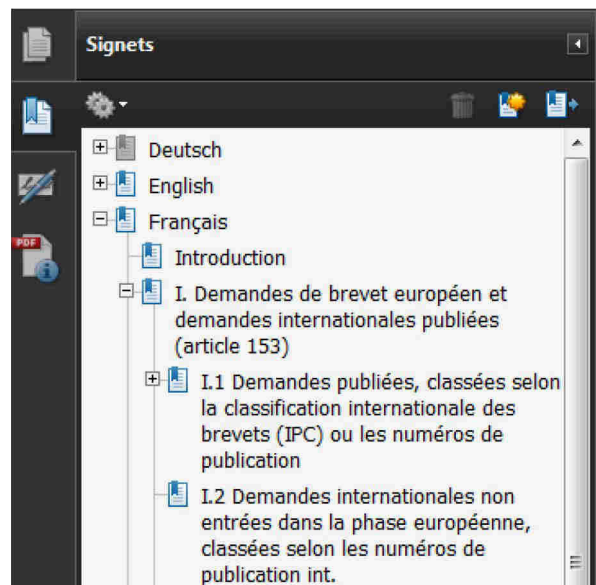 Signets
Deutsch
English
Français
Introduction
I. Demandes de brevet européen et
demandes internationales publiées
(article 153)
I.1 Demandes publiées, classées selon
la classification internationale des
brevets (IPC) ou les numéros de
publication
I.2 Demandes internationales non
entrées dans la phase européenne,
classées selon les numéros de
publication int.
PDF